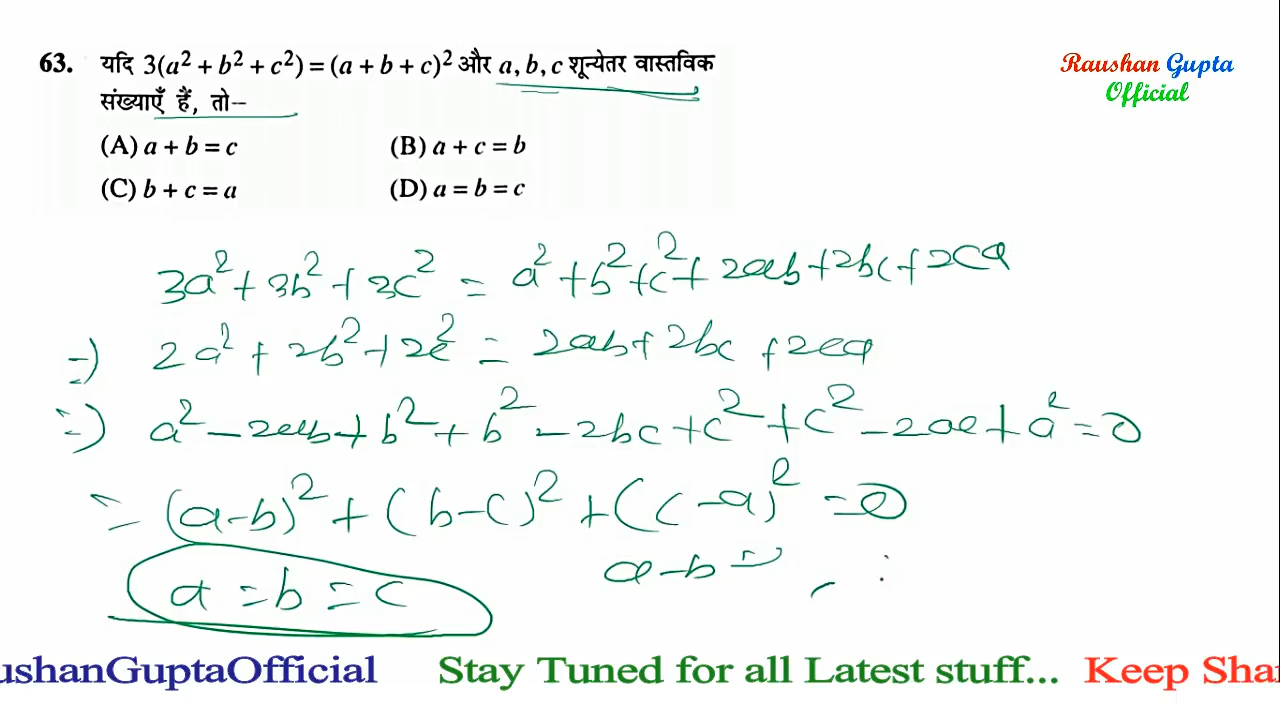 63. यदि 3(a² + b² + c²) = (a + b + c)² और a, b, c शून्येतर वास्तविक
संख्याएँ हैं, तो–
(A) a + b = c (B) a + c = b
(C) b + c = a (D) a = b = c
Raushan Gupta
Official
3a² + 3b² + 3c² = a² + b² + c² + 2ab + 2bc + 2ca
=) 2a² + 2b² + 2c² = 2ab + 2bc + 2ca
=) a² - 2ab + b² + b² - 2bc + c² + c² - 2ac + a² = 0
= (a-b)² + (b-c)² + (c-a)² = 0
a-b =
a = b = c
ushanGuptaOfficial Stay Tuned for all Latest stuff... Keep Sha